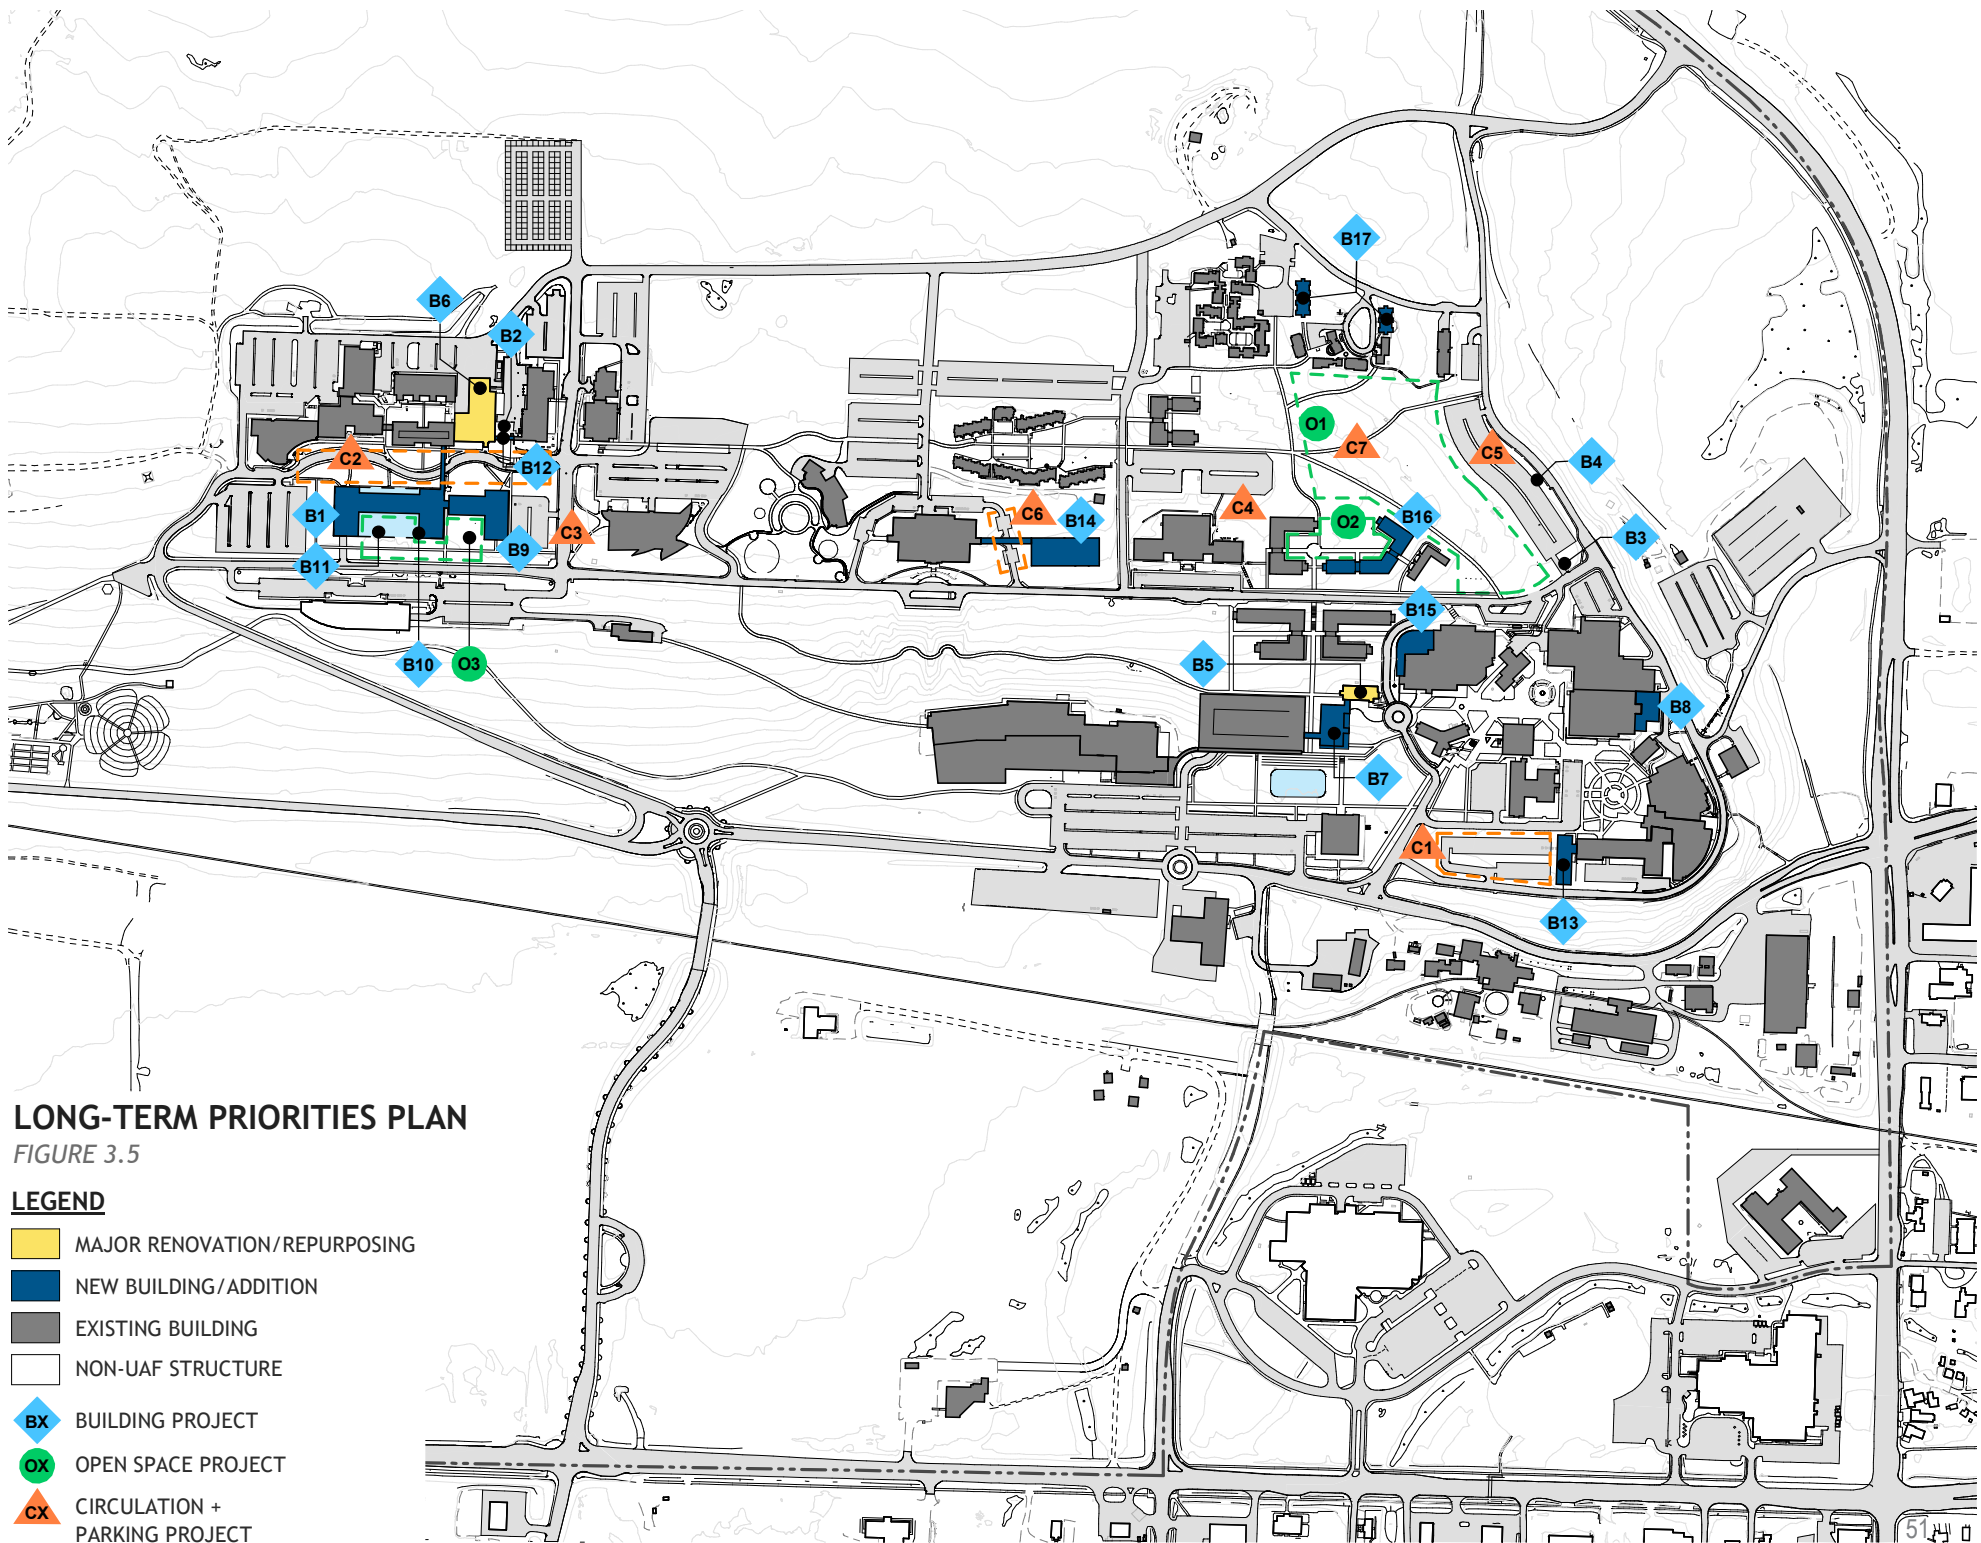 B17
B6
B2
O1
C7
C5
B4
C2
B12
B1
C6
B14
C4
O2
B16
B3
C3
B9
B11
B15
B10
O3
B5
B8
B7
C1
B13
LONG-TERM PRIORITIES PLAN
FIGURE 3.5
LEGEND
MAJOR RENOVATION/REPURPOSING
NEW BUILDING/ADDITION
EXISTING BUILDING
NON-UAF STRUCTURE
BX BUILDING PROJECT
OX OPEN SPACE PROJECT
CX CIRCULATION +
PARKING PROJECT
51